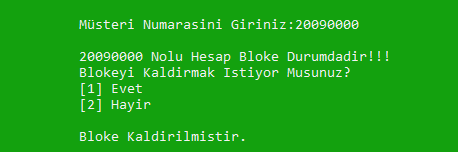 Müsteri Numarasini Giriniz:20090000
20090000 Nolu Hesap Bloke Durumdadir!!!
Blokeyi Kaldirmak Istiyor Musunuz?
[1] Evet
[2] Hayir
Bloke Kaldirilmistir.